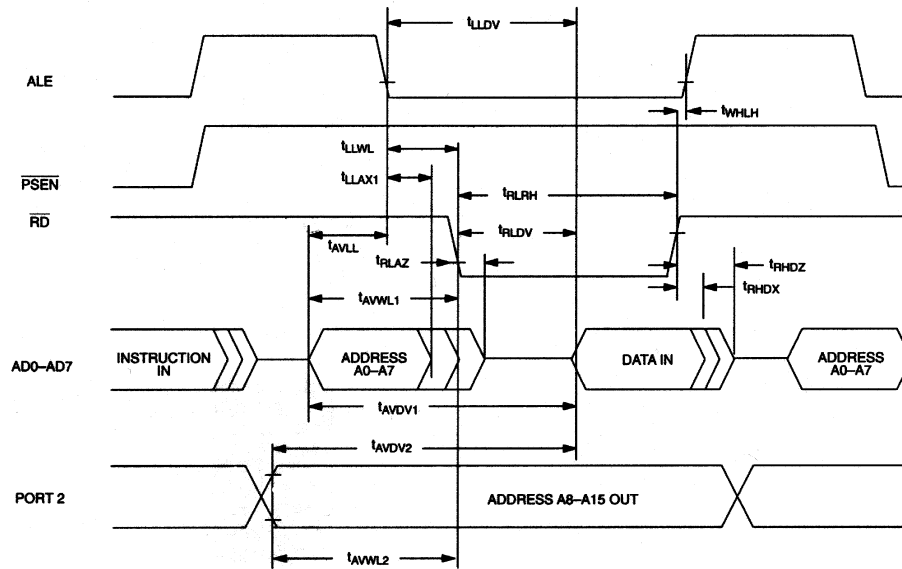 tLLDV
ALE
tWHLH
tLLWL
PSEN
tLLAX1
tRLRH
RD
tAVLL
tRLDV
tRLAZ
tRHDZ
tRHDX
tAVWL1
AD0–AD7
INSTRUCTION
IN
ADDRESS
A0–A7
DATA IN
ADDRESS
A0–A7
tAVDV1
tAVDV2
PORT 2
ADDRESS A8–A15 OUT
tAVWL2